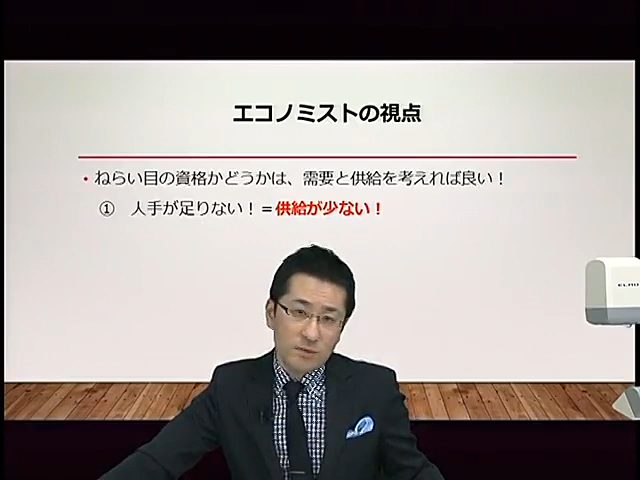 エコノミストの視点
・ねらい目の資格かどうかは、需要と供給を考えれば良い！
① 人手が足りない！＝供給が少ない！
ELMO